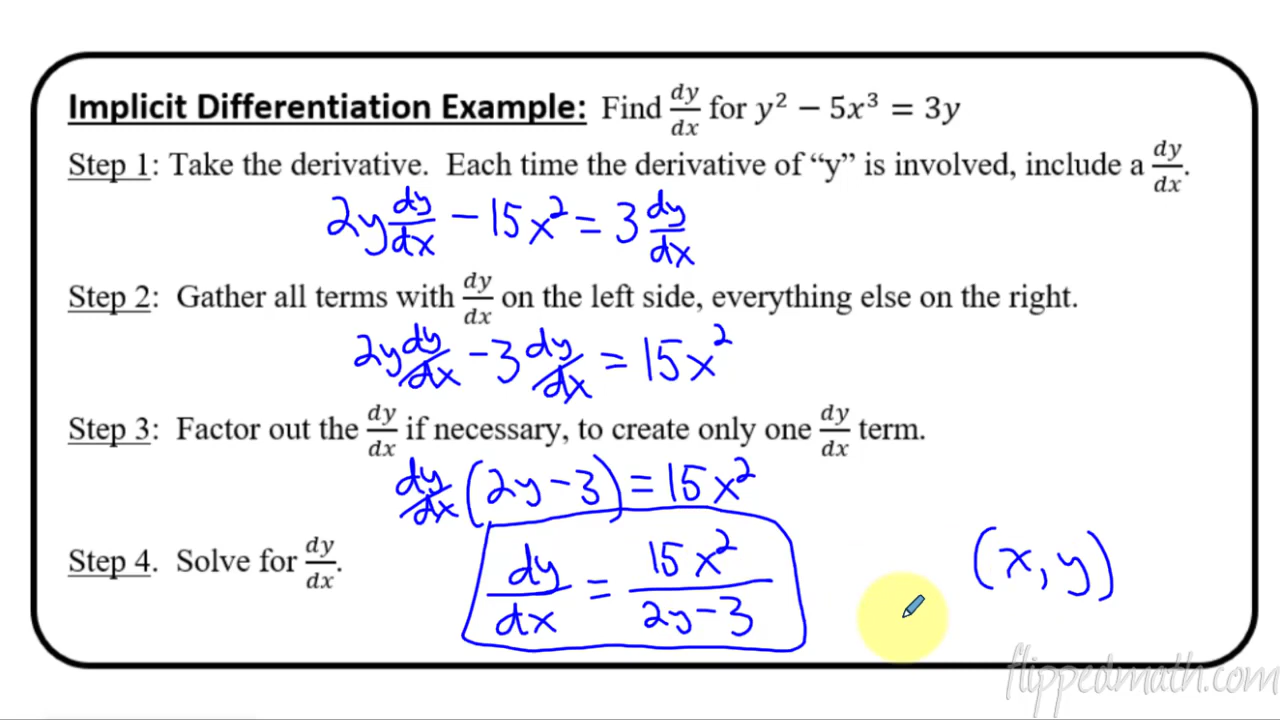 Implicit Differentiation Example: Find dy/dx for y² − 5x³ = 3y
Step 1: Take the derivative. Each time the derivative of “y” is involved, include a dy/dx.
2y dy/dx − 15x² = 3 dy/dx
Step 2: Gather all terms with dy/dx on the left side, everything else on the right.
2y dy/dx − 3 dy/dx = 15x²
Step 3: Factor out the dy/dx if necessary, to create only one dy/dx term.
dy/dx (2y − 3) = 15x²
Step 4. Solve for dy/dx.
dy/dx = 15x²/(2y − 3)
(x, y)
flippedmath.com